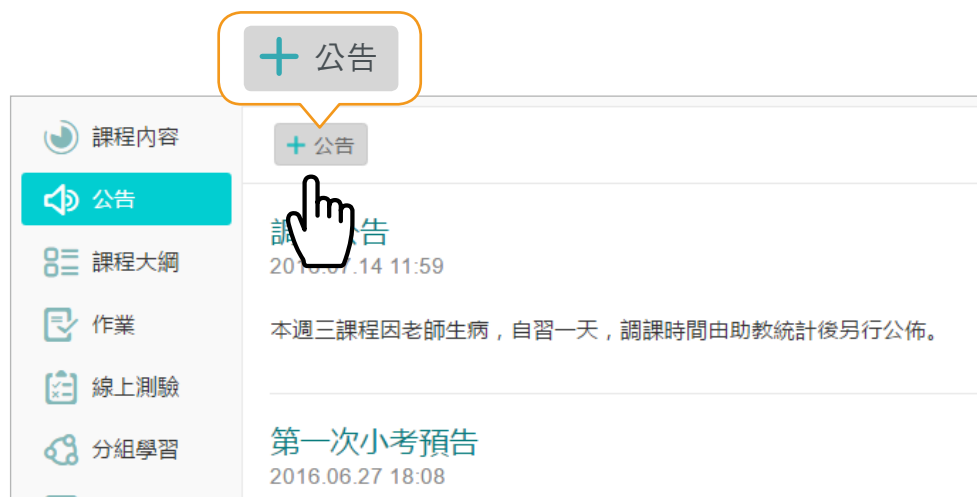 + 公告
課程內容
+ 公告
公告
課程大綱
作業
線上測驗
分組學習
公告
11:59
本週三課程因老師生病，自習一天，調課時間由助教統計後另行公佈。
第一次小考預告
2016.06.27 18:08